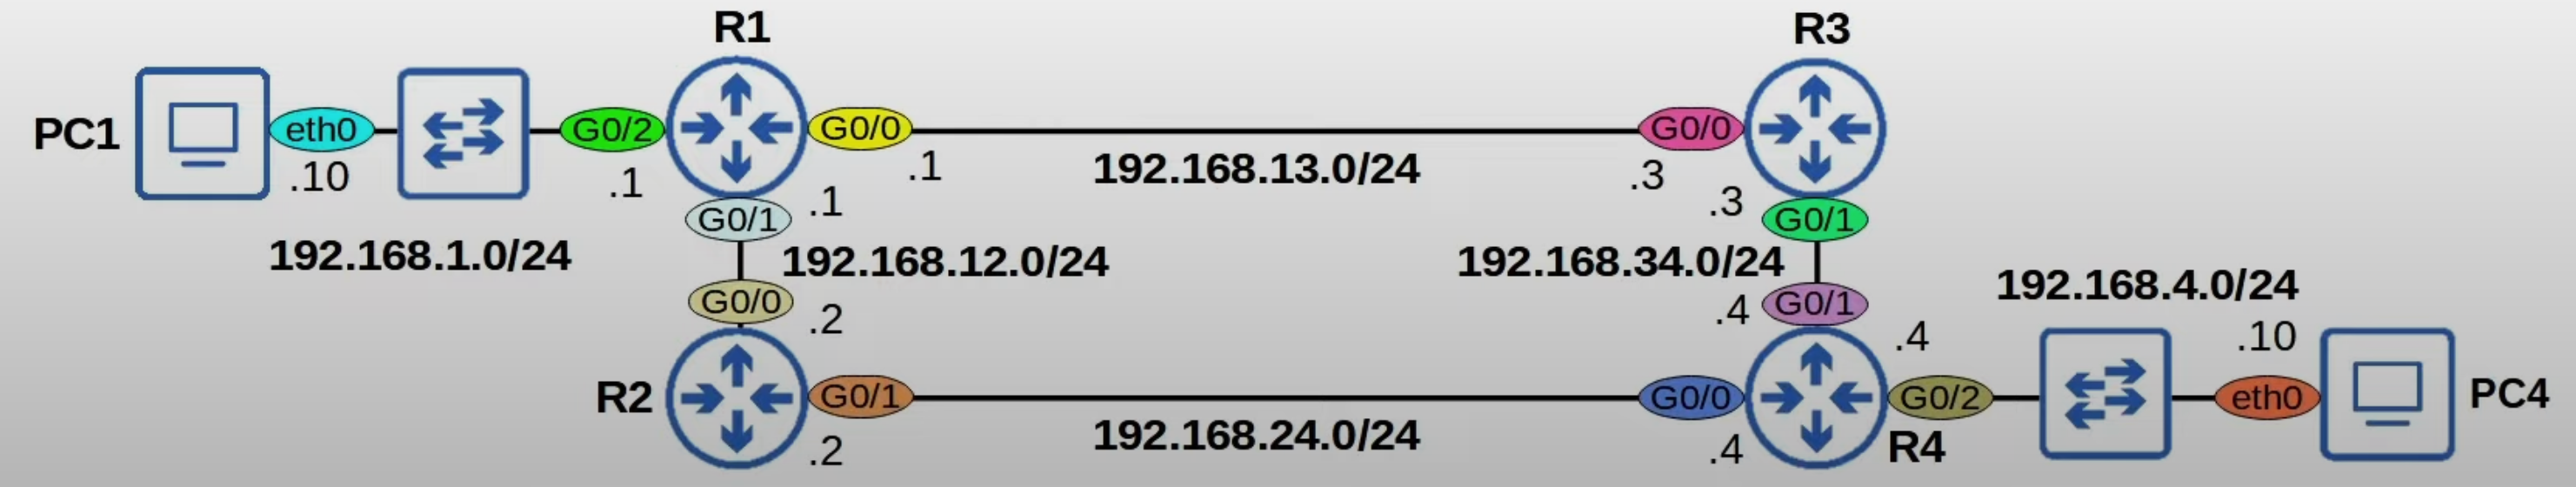 R1
R3
PC1
eth0
G0/2
G0/0
G0/0
.10
.1
.1
192.168.13.0/24
.3
.1
.3
G0/1
G0/1
192.168.1.0/24
192.168.12.0/24
192.168.34.0/24
192.168.4.0/24
G0/0
.2
.4
G0/1
.4
.10
R2
G0/1
G0/0
G0/2
eth0
PC4
.2
192.168.24.0/24
.4
R4